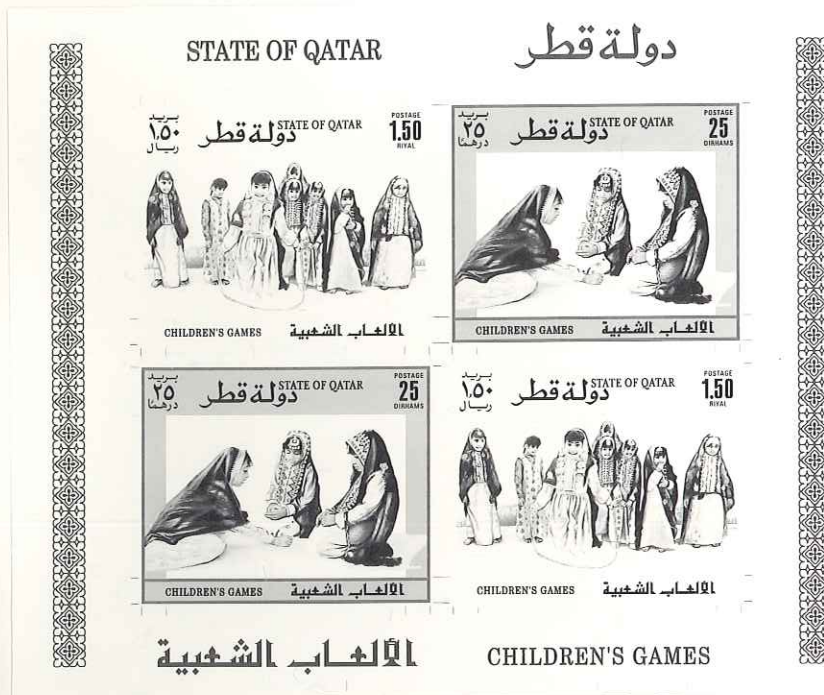 STATE OF QATAR دولة قطر
بريد ١،٥٠ ريال دولة قطر STATE OF QATAR POSTAGE 1.50 RIYAL
CHILDREN'S GAMES الألعاب الشعبية
بريد ٢٥ درهمًا دولة قطر STATE OF QATAR POSTAGE 25 DIRHAMS
CHILDREN'S GAMES الألعاب الشعبية
بريد ٢٥ درهمًا دولة قطر STATE OF QATAR POSTAGE 25 DIRHAMS
CHILDREN'S GAMES الألعاب الشعبية
بريد ١،٥٠ ريال دولة قطر STATE OF QATAR POSTAGE 1.50 RIYAL
CHILDREN'S GAMES الألعاب الشعبية
الألعاب الشعبية CHILDREN'S GAMES